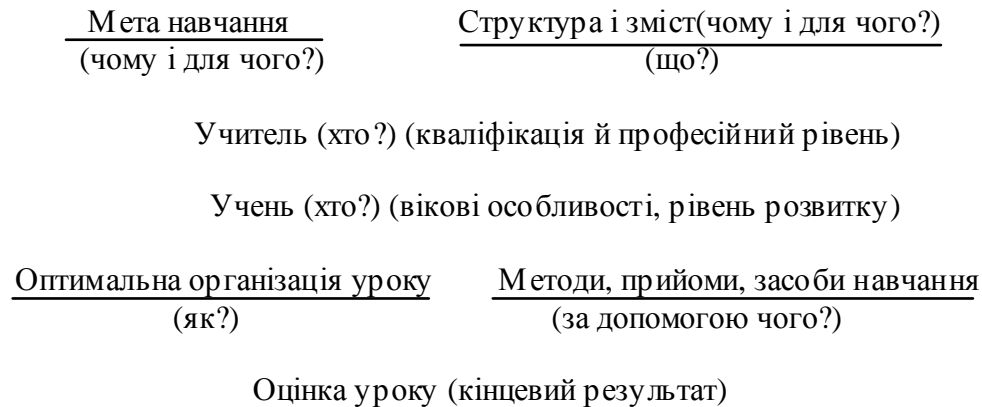 Мета навчання
(чому і для чого?)
Структура і зміст(чому і для чого?)
(що?)
Учитель (хто?) (кваліфікація й професійний рівень)
Учень (хто?) (вікові особливості, рівень розвитку)
Оптимальна організація уроку
(як?)
Методи, прийоми, засоби навчання
(за допомогою чого?)
Оцінка уроку (кінцевий результат)